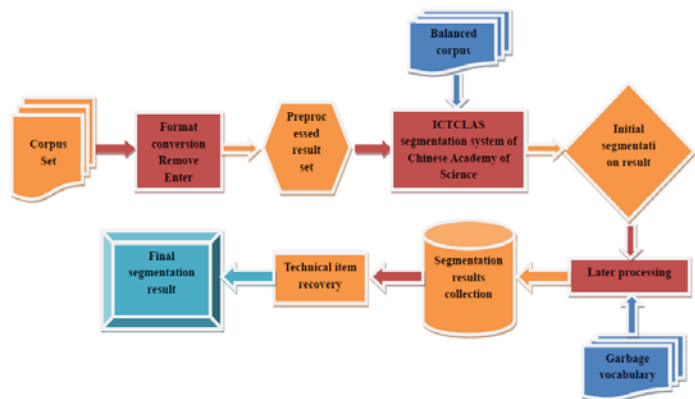 Balanced
corpus
Corpus
Set
Format
conversion
Remove
Enter
Preproc
essed
result
set
ICTCLAS
segmentation system of
Chinese Academy of
Science
Initial
segmentati
on result
Final
segmentation
result
Technical item
recovery
Segmentation
results
collection
Later processing
Garbage
vocabulary